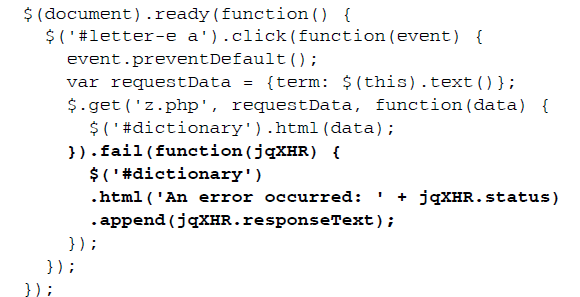 $(document).ready(function() {
  $('#letter-e a').click(function(event) {
    event.preventDefault();
    var requestData = {term: $(this).text()};
    $.get('z.php', requestData, function(data) {
      $('#dictionary').html(data);
    }).fail(function(jqXHR) {
      $('#dictionary')
      .html('An error occurred: ' + jqXHR.status)
      .append(jqXHR.responseText);
    });
  });
});